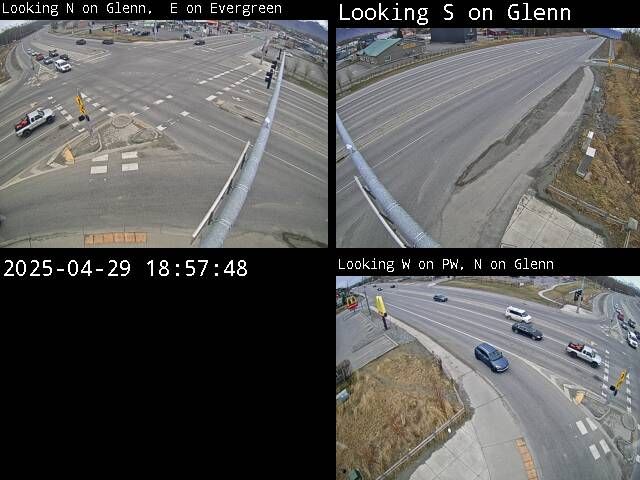 Looking N on Glenn,  E on Evergreen
Looking S on Glenn
2025-04-29 18:57:48
Looking W on PW, N on Glenn